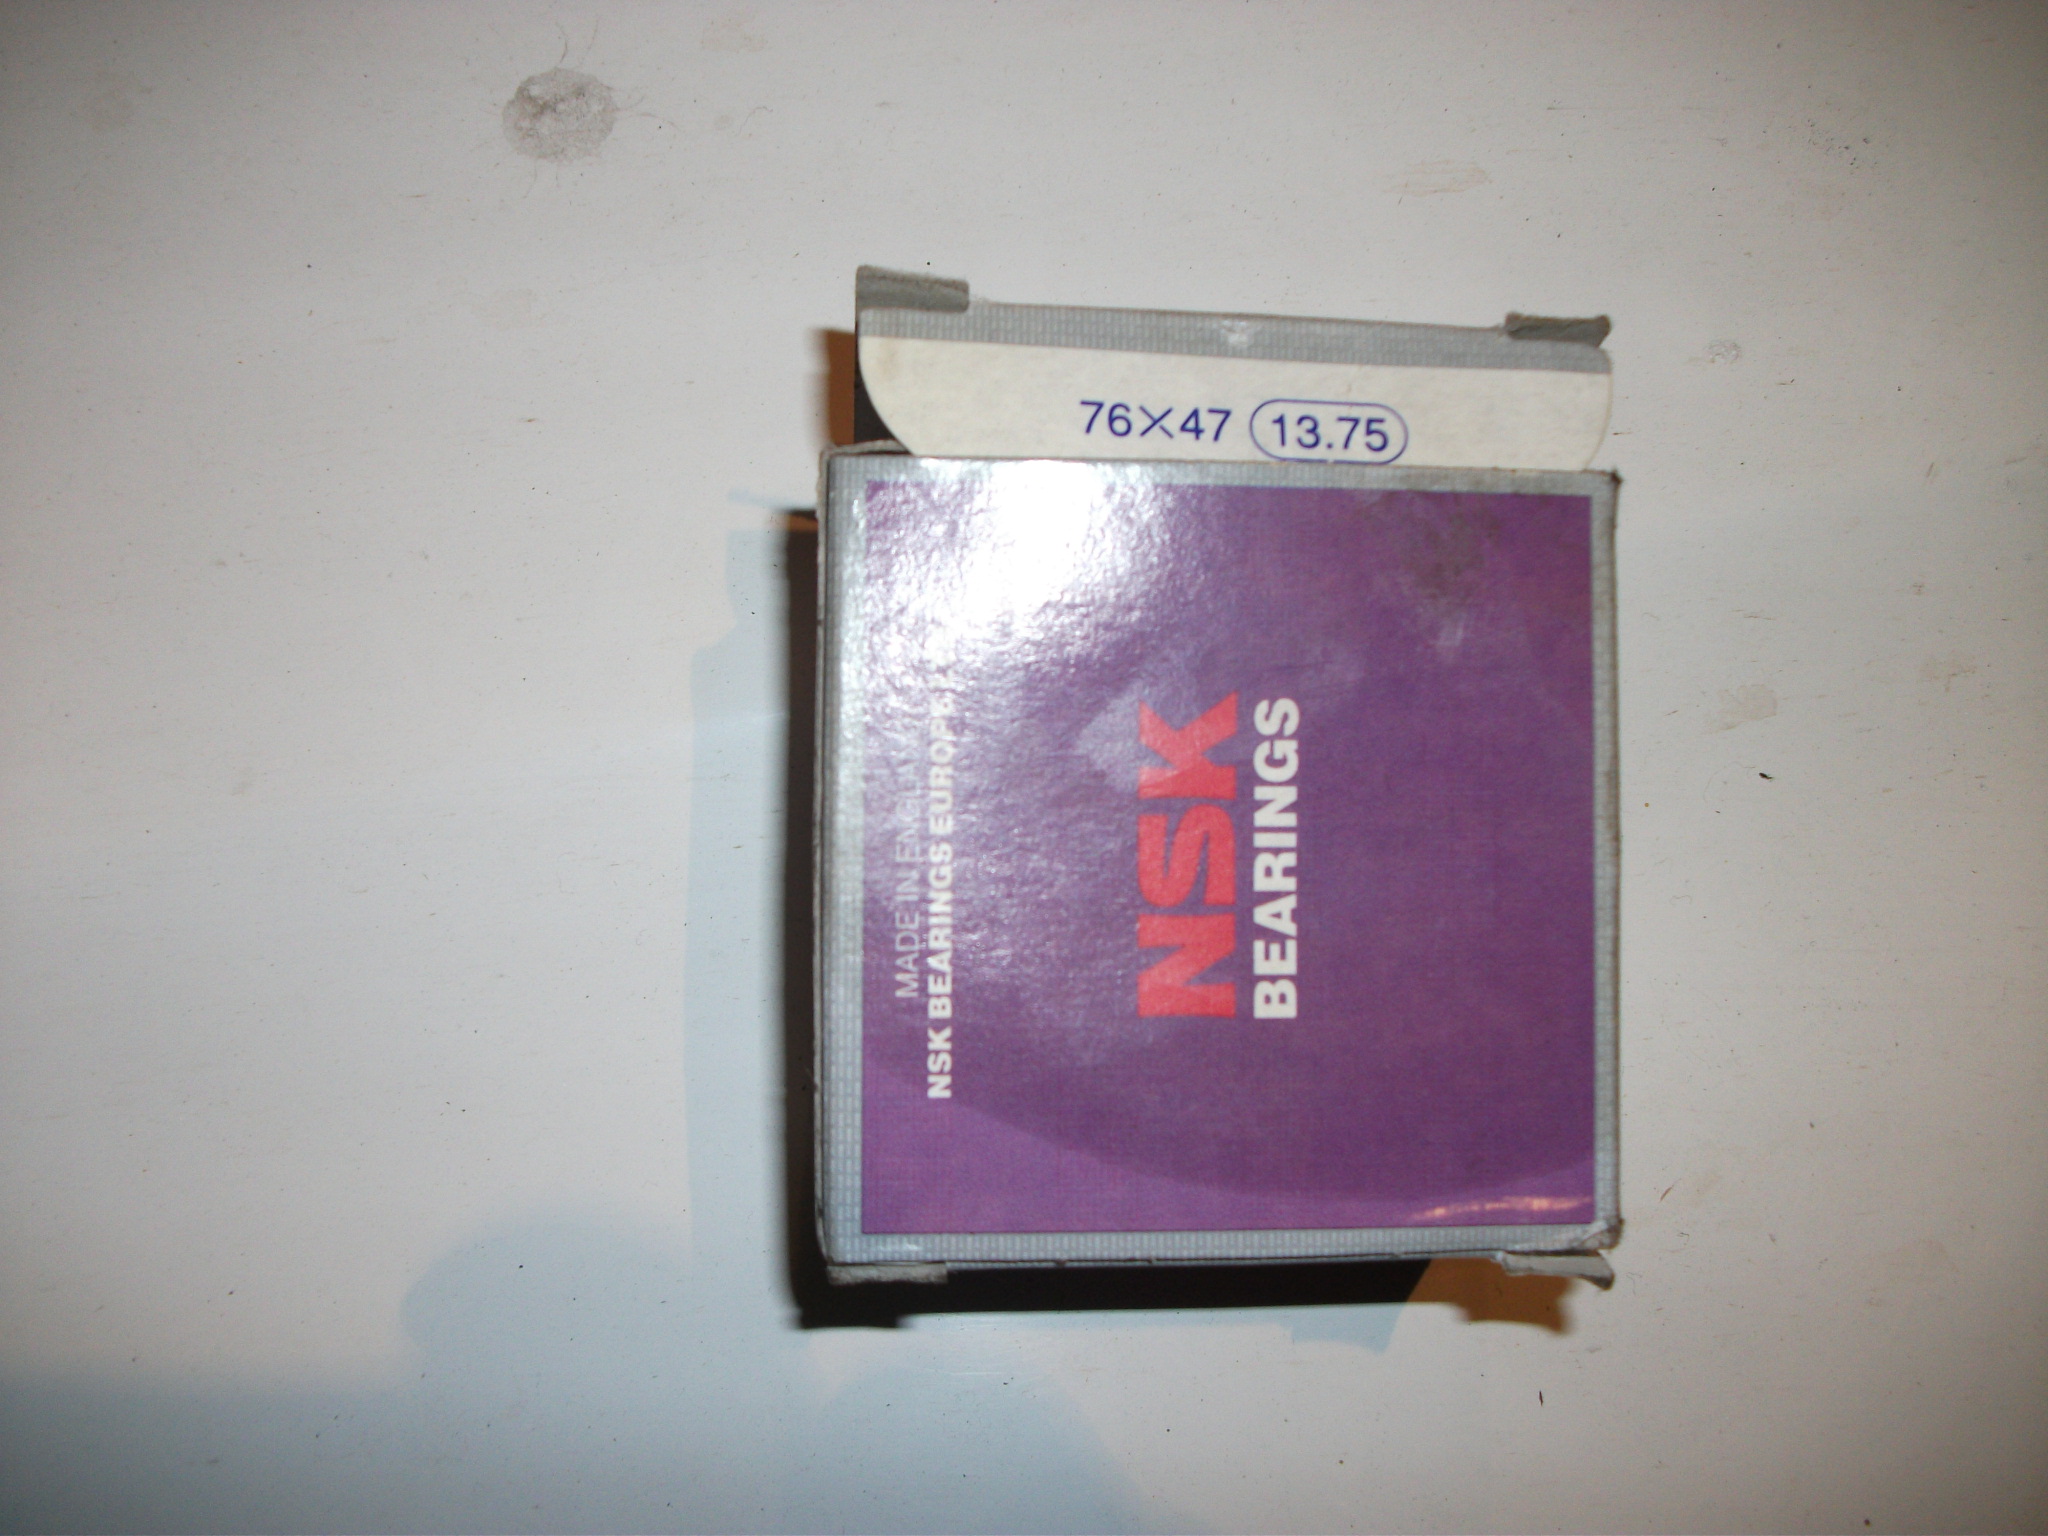 76×47 13.75
MADE IN ENGLAND
NSK BEARINGS EUROPE
NSK
BEARINGS